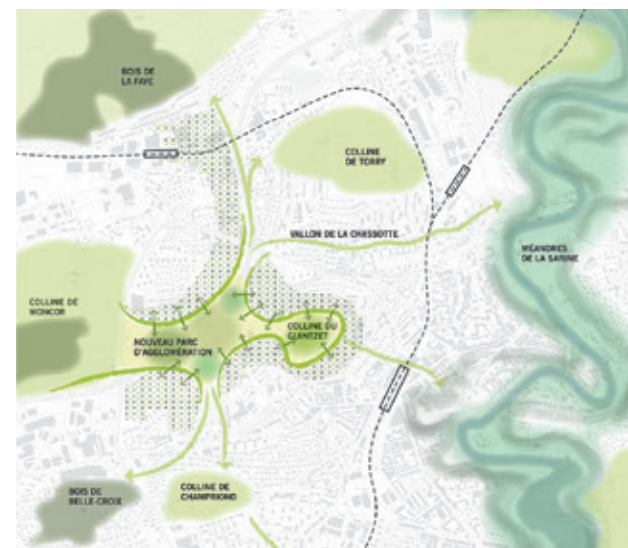 BOIS DE
LA FAYE
COLLINE
DE TORRY
VALLON DE LA CHASSOTTE
MÉANDRES
DE LA SARINE
COLLINE DE
MONCOR
NOUVEAU PARC
D'AGGLOMÉRATION
COLLINE DU
GUINTZET
BOIS DE
BELLE-CROIX
COLLINE DE
CHAMPRIOND